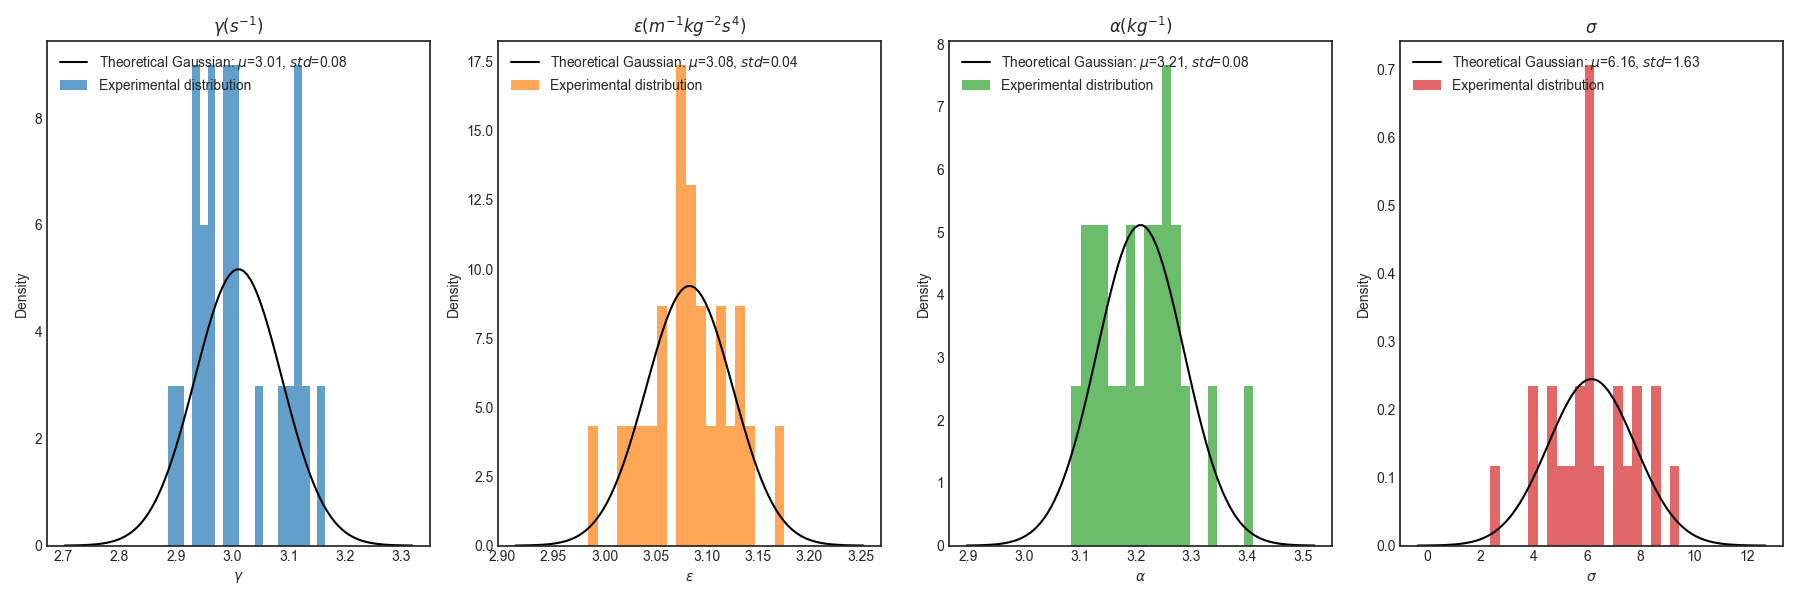 γ(s⁻¹)
Theoretical Gaussian: μ=3.01, std=0.08
Experimental distribution
Density
8
6
4
2
0
2.7 2.8 2.9 3.0 3.1 3.2 3.3
γ
ε(m⁻¹kg⁻²s⁴)
Theoretical Gaussian: μ=3.08, std=0.04
Experimental distribution
Density
17.5
15.0
12.5
10.0
7.5
5.0
2.5
0.0
2.90 2.95 3.00 3.05 3.10 3.15 3.20 3.25
ε
α(kg⁻¹)
Theoretical Gaussian: μ=3.21, std=0.08
Experimental distribution
Density
8
7
6
5
4
3
2
1
0
2.9 3.0 3.1 3.2 3.3 3.4 3.5
α
σ
Theoretical Gaussian: μ=6.16, std=1.63
Experimental distribution
Density
0.7
0.6
0.5
0.4
0.3
0.2
0.1
0.0
0 2 4 6 8 10 12
σ